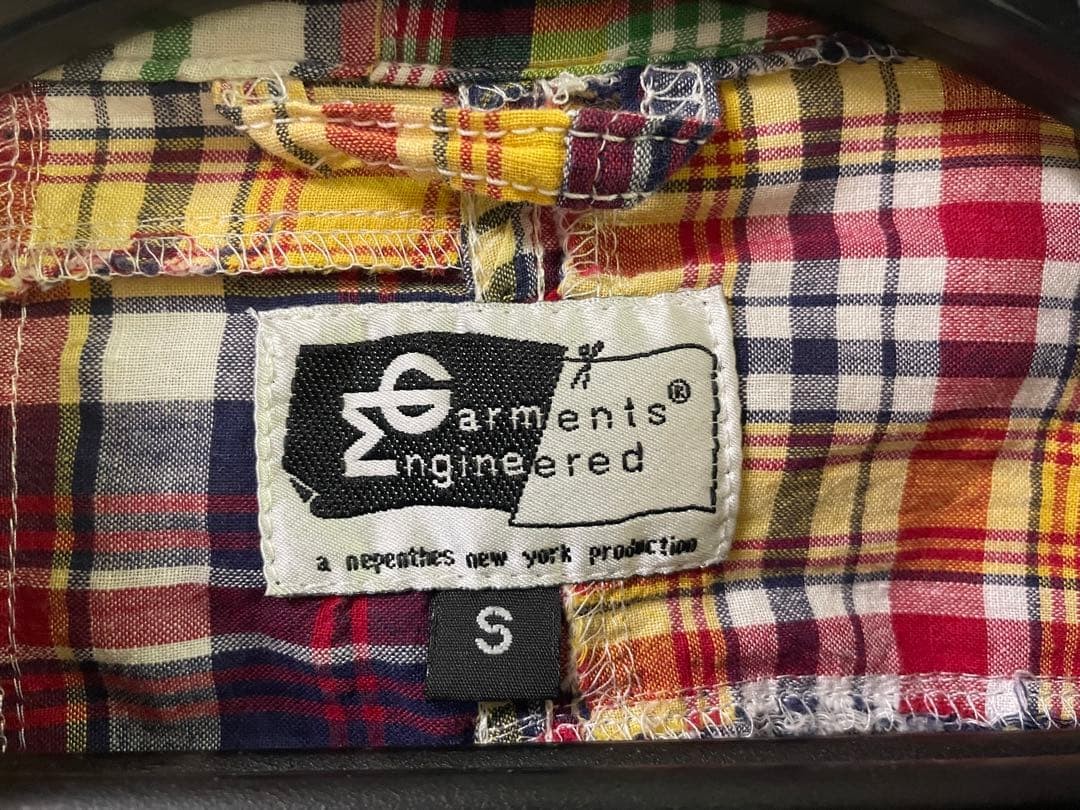 Garments®
Engineered
a nepenthes new york production
S